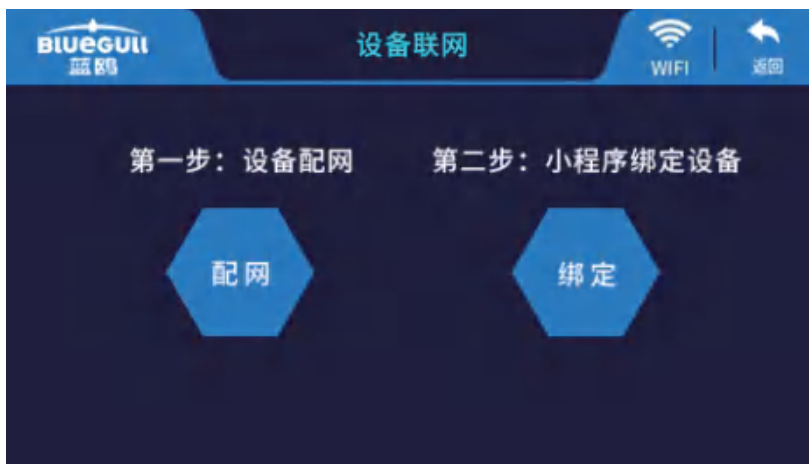 BLUEGULL
蓝鸥
设备联网
WIFI
返回
第一步：设备配网
第二步：小程序绑定设备
配网
绑定